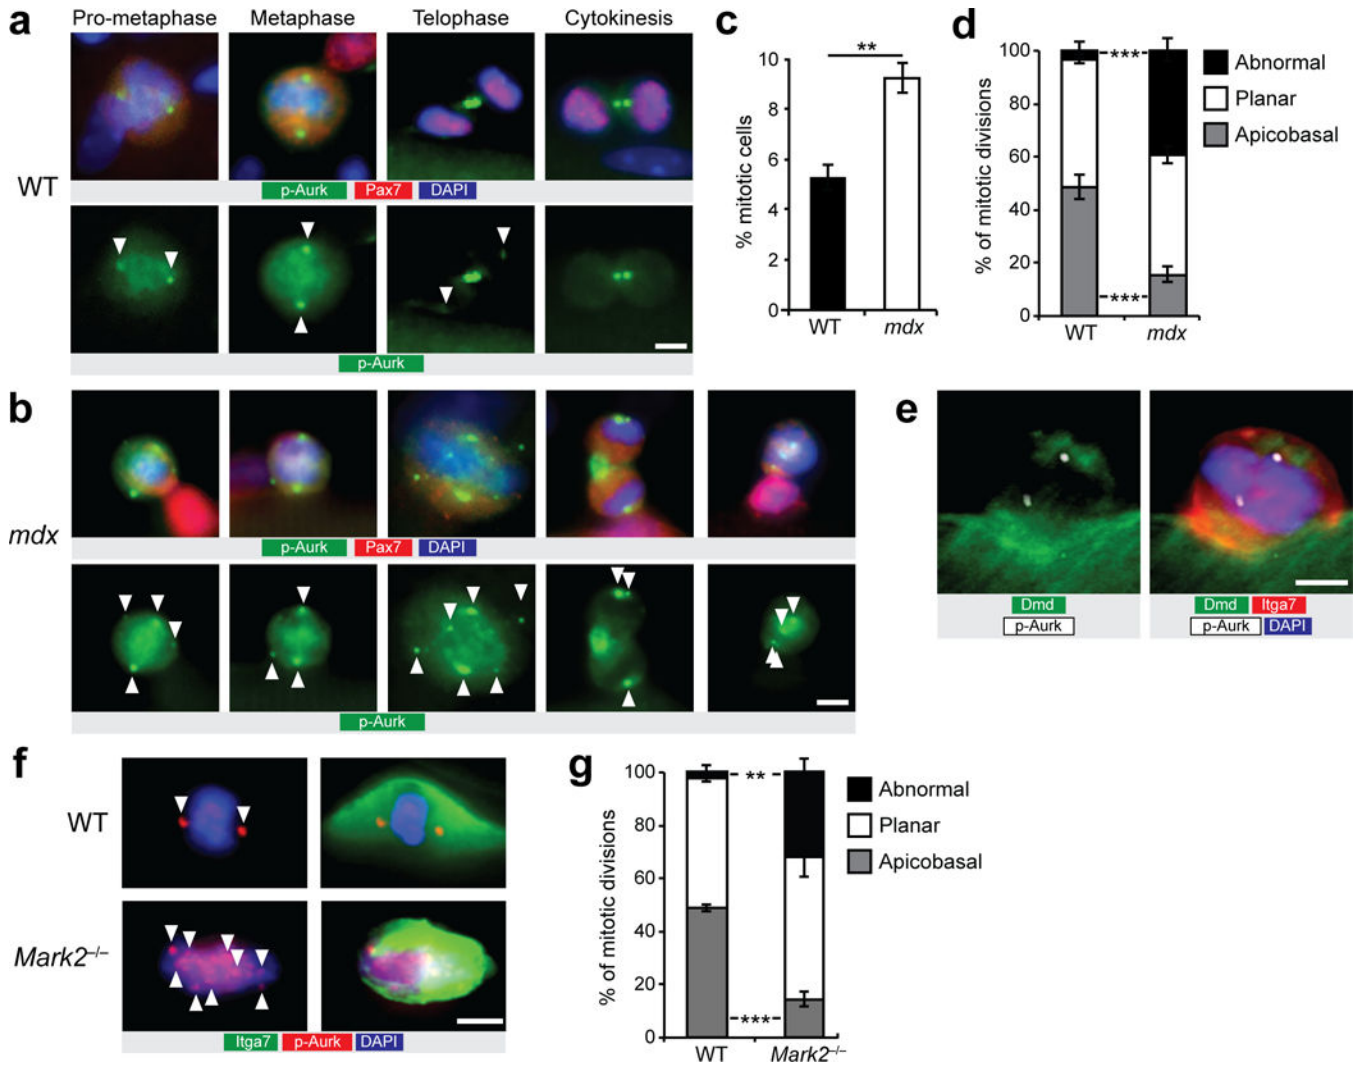 a
Pro-metaphase Metaphase Telophase Cytokinesis
WT
p-Aurk Pax7 DAPI
p-Aurk
b
mdx
p-Aurk Pax7 DAPI
p-Aurk
c
**
% mitotic cells
10
8
6
4
2
0
WT mdx
d
% of mitotic divisions
100
80
60
40
20
0
***
***
WT mdx
Abnormal
Planar
Apicobasal
e
Dmd
p-Aurk
Dmd Itga7
p-Aurk DAPI
f
WT
Mark2–/–
Itga7 p-Aurk DAPI
g
% of mitotic divisions
100
80
60
40
20
0
**
***
WT Mark2–/–
Abnormal
Planar
Apicobasal